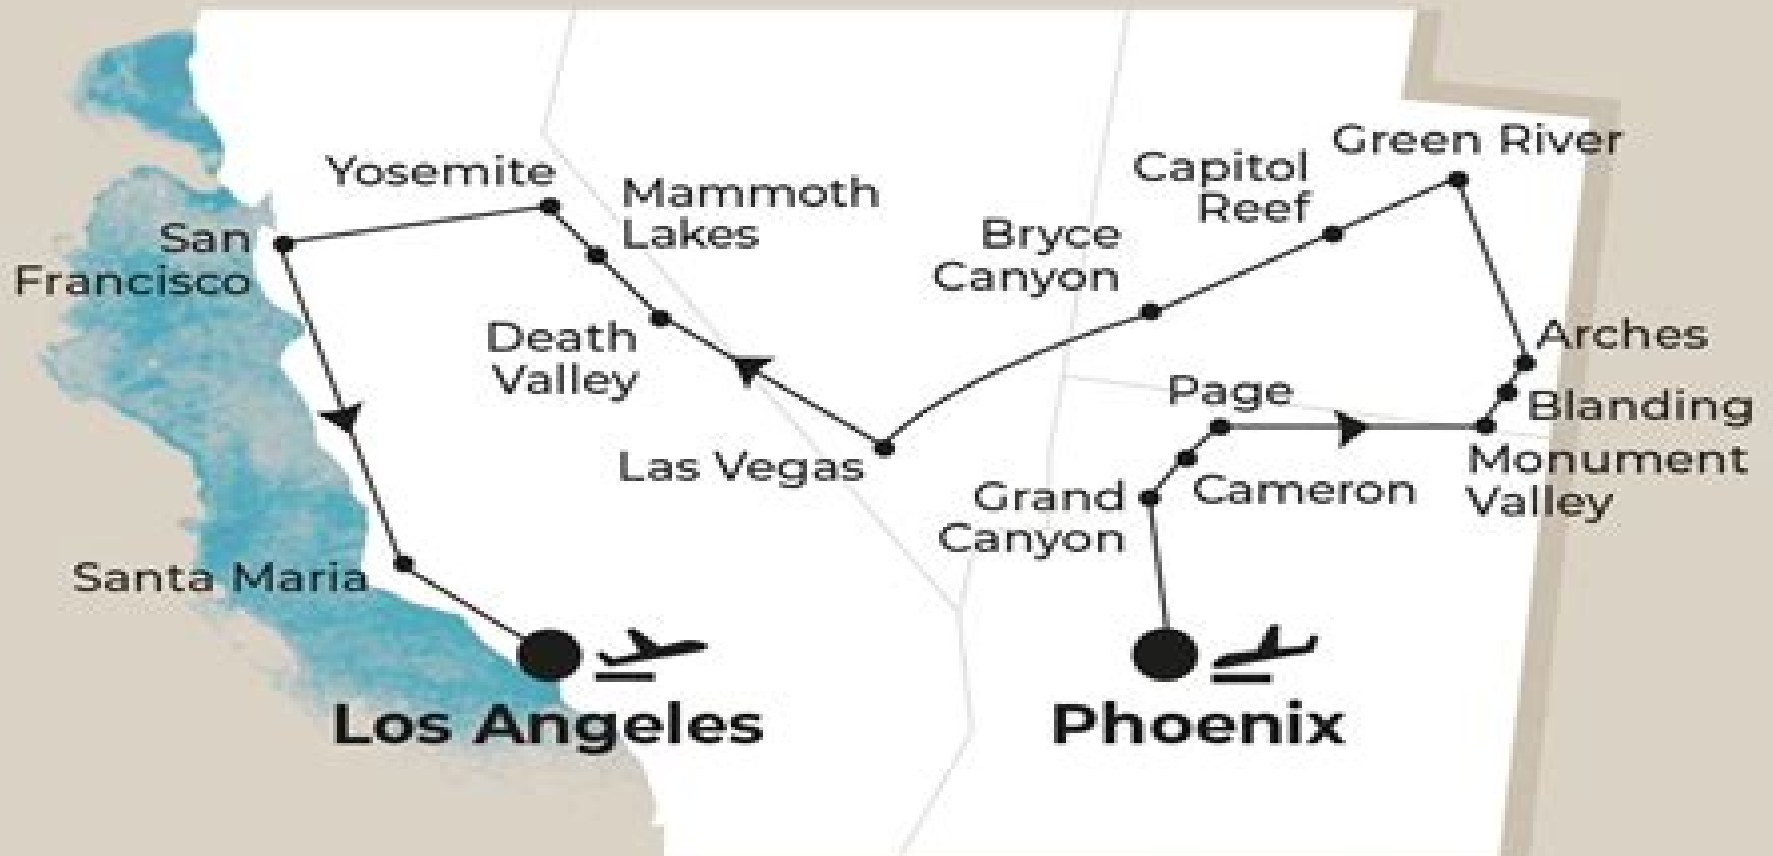 Green River
Capitol
Reef
Yosemite
Mammoth
Lakes
San
Francisco
Bryce
Canyon
Death
Valley
Arches
Page
Blanding
Las Vegas
Monument
Valley
Grand
Canyon
Cameron
Santa Maria
Los Angeles
Phoenix